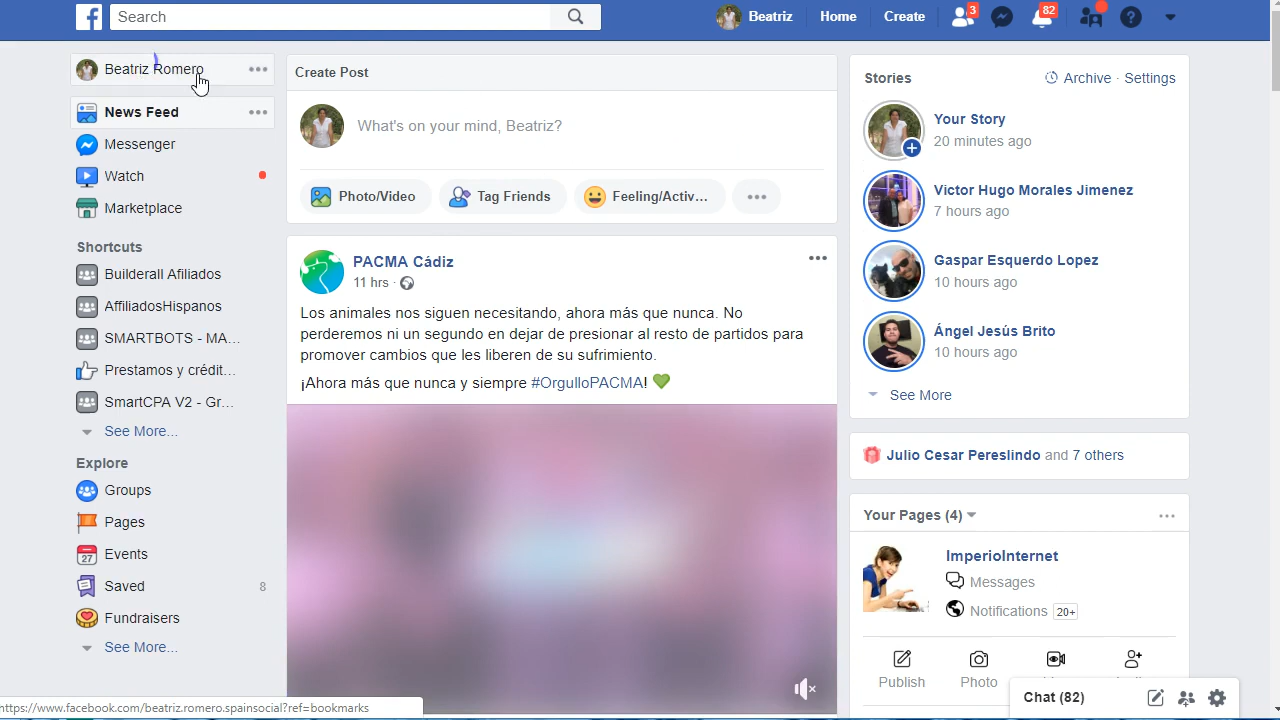 Search
Beatriz
Home
Create
3
82
Beatriz Romero
News Feed
Messenger
Watch
Marketplace
Shortcuts
Builderall Afiliados
AffiliadosHispanos
SMARTBOTS - MA...
Prestamos y crédit...
SmartCPA V2 - Gr...
See More...
Explore
Groups
Pages
27
Events
Saved
8
Fundraisers
See More...
https://www.facebook.com/beatriz.romero.spainsocial?ref=bookmarks
Create Post
What's on your mind, Beatriz?
Photo/Video
Tag Friends
Feeling/Activ...
PACMA Cádiz
11 hrs ·
Los animales nos siguen necesitando, ahora más que nunca. No
perderemos ni un segundo en dejar de presionar al resto de partidos para
promover cambios que les liberen de su sufrimiento.
¡Ahora más que nunca y siempre #OrgulloPACMA! 💚
Stories
Archive · Settings
Your Story
20 minutes ago
Victor Hugo Morales Jimenez
7 hours ago
Gaspar Esquerdo Lopez
10 hours ago
Ángel Jesús Brito
10 hours ago
See More
Julio Cesar Pereslindo and 7 others
Your Pages (4)
ImperioInternet
Messages
Notifications 20+
Publish
Photo
Chat (82)